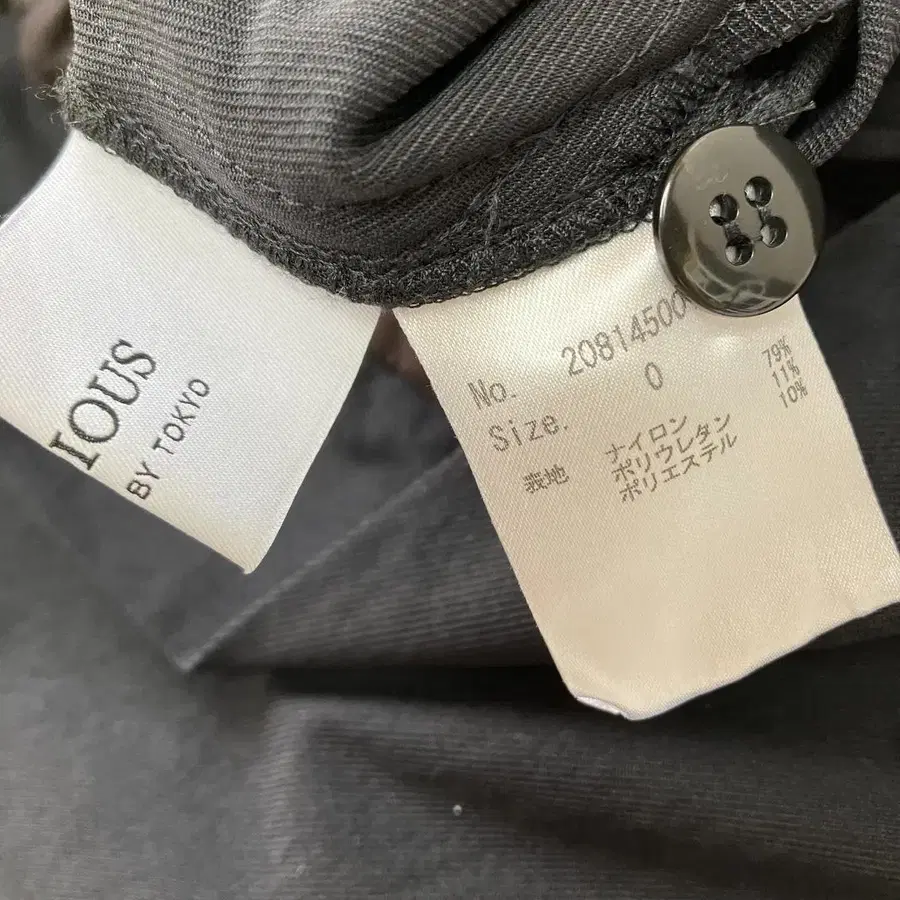 IOUS
BY TOKYO
No. 20814500
Size. 0
表地 ナイロン 79%
ポリウレタン 11%
ポリエステル 10%